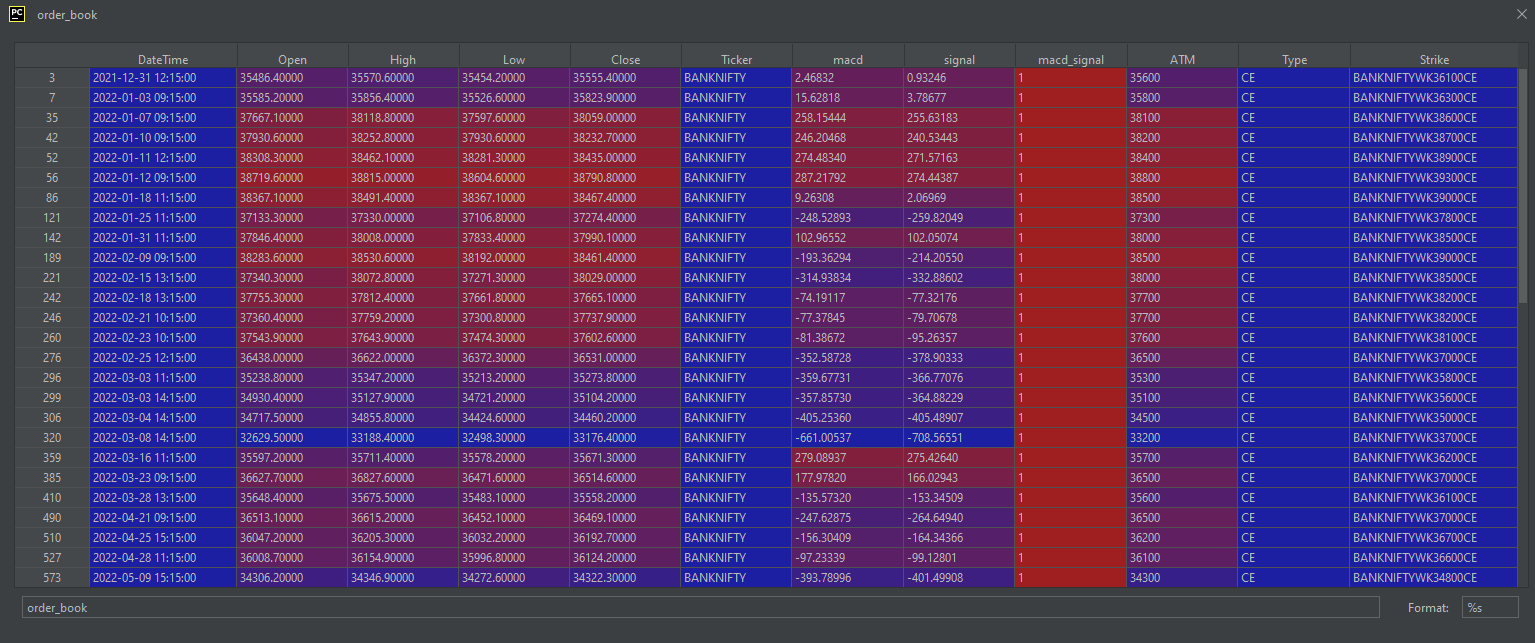 PC order_book
DateTime Open High Low Close Ticker macd signal macd_signal ATM Type Strike
3 2021-12-31 12:15:00 35486.40000 35570.60000 35454.20000 35555.40000 BANKNIFTY 2.46832 0.93246 1 35600 CE BANKNIFTYWK36100CE
7 2022-01-03 09:15:00 35585.20000 35856.40000 35526.60000 35823.90000 BANKNIFTY 15.62818 3.78677 1 35800 CE BANKNIFTYWK36300CE
35 2022-01-07 09:15:00 37667.10000 38118.80000 37597.60000 38059.00000 BANKNIFTY 258.15444 255.63183 1 38100 CE BANKNIFTYWK38600CE
42 2022-01-10 09:15:00 37930.60000 38252.80000 37930.60000 38232.70000 BANKNIFTY 246.20468 240.53443 1 38200 CE BANKNIFTYWK38700CE
52 2022-01-11 12:15:00 38308.30000 38462.10000 38281.30000 38435.00000 BANKNIFTY 274.48340 271.57163 1 38400 CE BANKNIFTYWK38900CE
56 2022-01-12 09:15:00 38719.60000 38815.00000 38604.60000 38790.80000 BANKNIFTY 287.21792 274.44387 1 38800 CE BANKNIFTYWK39300CE
86 2022-01-18 11:15:00 38367.10000 38491.40000 38367.10000 38467.40000 BANKNIFTY 9.26308 2.06969 1 38500 CE BANKNIFTYWK39000CE
121 2022-01-25 11:15:00 37133.30000 37330.00000 37106.80000 37274.40000 BANKNIFTY -248.52893 -259.82049 1 37300 CE BANKNIFTYWK37800CE
142 2022-01-31 11:15:00 37846.40000 38008.00000 37833.40000 37990.10000 BANKNIFTY 102.96552 102.05074 1 38000 CE BANKNIFTYWK38500CE
189 2022-02-09 09:15:00 38283.60000 38530.60000 38192.00000 38461.40000 BANKNIFTY -193.36294 -214.20550 1 38500 CE BANKNIFTYWK39000CE
221 2022-02-15 13:15:00 37340.30000 38072.80000 37271.30000 38029.00000 BANKNIFTY -314.93834 -332.88602 1 38000 CE BANKNIFTYWK38500CE
242 2022-02-18 13:15:00 37755.30000 37812.40000 37661.80000 37665.10000 BANKNIFTY -74.19117 -77.32176 1 37700 CE BANKNIFTYWK38200CE
246 2022-02-21 10:15:00 37360.40000 37759.20000 37300.80000 37737.90000 BANKNIFTY -77.37845 -79.70678 1 37700 CE BANKNIFTYWK38200CE
260 2022-02-23 10:15:00 37543.90000 37643.90000 37474.30000 37602.60000 BANKNIFTY -81.38672 -95.26357 1 37600 CE BANKNIFTYWK38100CE
276 2022-02-25 12:15:00 36438.00000 36622.00000 36372.30000 36531.00000 BANKNIFTY -352.58728 -378.90333 1 36500 CE BANKNIFTYWK37000CE
296 2022-03-03 11:15:00 35238.80000 35347.20000 35213.20000 35273.80000 BANKNIFTY -359.67731 -366.77076 1 35300 CE BANKNIFTYWK35800CE
299 2022-03-03 14:15:00 34930.40000 35127.90000 34721.20000 35104.20000 BANKNIFTY -357.85730 -364.88229 1 35100 CE BANKNIFTYWK35600CE
306 2022-03-04 14:15:00 34717.50000 34855.80000 34424.60000 34460.20000 BANKNIFTY -405.25360 -405.48907 1 34500 CE BANKNIFTYWK35000CE
320 2022-03-08 14:15:00 32629.50000 33188.40000 32498.30000 33176.40000 BANKNIFTY -661.00537 -708.56551 1 33200 CE BANKNIFTYWK33700CE
359 2022-03-16 11:15:00 35597.20000 35711.40000 35578.20000 35671.30000 BANKNIFTY 279.08937 275.42640 1 35700 CE BANKNIFTYWK36200CE
385 2022-03-23 09:15:00 36627.70000 36827.60000 36471.60000 36514.60000 BANKNIFTY 177.97820 166.02943 1 36500 CE BANKNIFTYWK37000CE
410 2022-03-28 13:15:00 35648.40000 35675.50000 35483.10000 35558.20000 BANKNIFTY -135.57320 -153.34509 1 35600 CE BANKNIFTYWK36100CE
490 2022-04-21 09:15:00 36513.10000 36615.20000 36452.10000 36469.10000 BANKNIFTY -247.62875 -264.64940 1 36500 CE BANKNIFTYWK37000CE
510 2022-04-25 15:15:00 36047.20000 36205.30000 36032.20000 36192.70000 BANKNIFTY -156.30409 -164.34366 1 36200 CE BANKNIFTYWK36700CE
527 2022-04-28 11:15:00 36008.70000 36154.90000 35996.80000 36124.20000 BANKNIFTY -97.23339 -99.12801 1 36100 CE BANKNIFTYWK36600CE
573 2022-05-09 15:15:00 34306.20000 34346.90000 34272.60000 34322.30000 BANKNIFTY -393.78996 -401.49908 1 34300 CE BANKNIFTYWK34800CE
order_book Format: %s